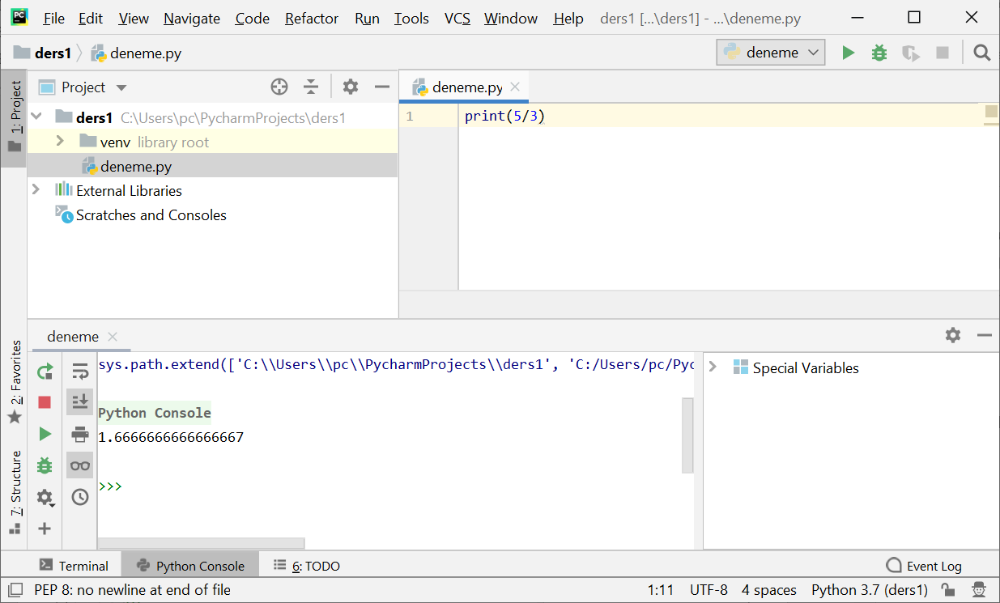 File Edit View Navigate Code Refactor Run Tools VCS Window Help ders1 [...\ders1] - ...\deneme.py
ders1 deneme.py deneme
1: Project
Project
deneme.py
ders1 C:\Users\pc\PycharmProjects\ders1
venv library root
deneme.py
External Libraries
Scratches and Consoles
1 print(5/3)
deneme
2: Favorites
7: Structure
sys.path.extend(['C:\\Users\\pc\\PycharmProjects\\ders1', 'C:/Users/pc/Pyc
Python Console
1.6666666666666667
>>>
Special Variables
Terminal Python Console 6: TODO Event Log
PEP 8: no newline at end of file 1:11 UTF-8 4 spaces Python 3.7 (ders1)